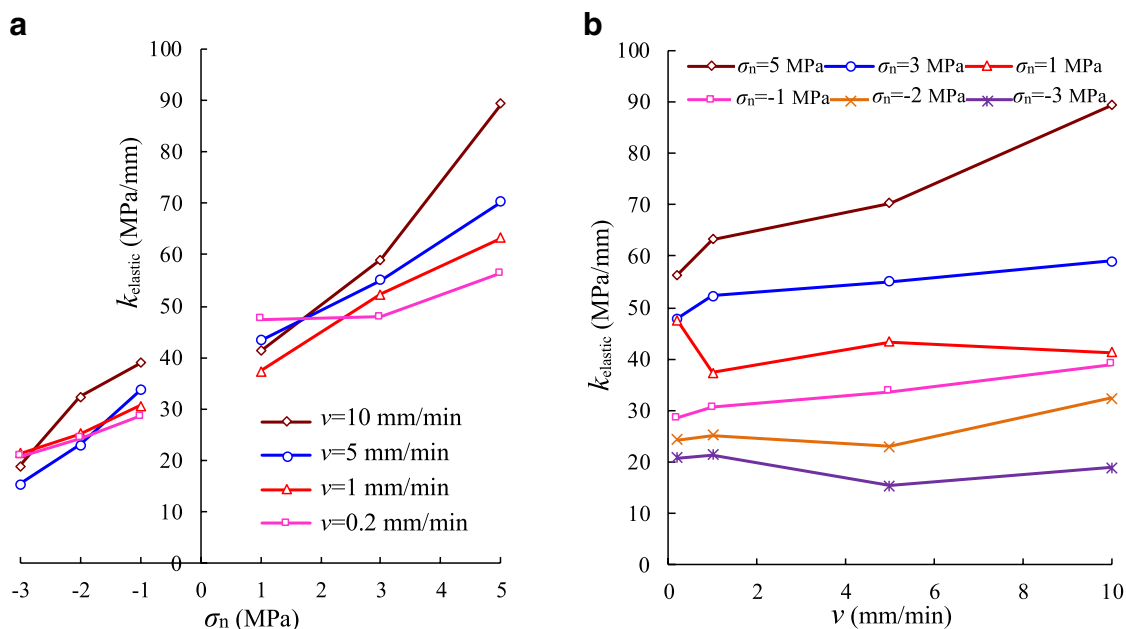 a
100
90
80
70
60
50
40
30
20
10
0
kelastic (MPa/mm)
v=10 mm/min
v=5 mm/min
v=1 mm/min
v=0.2 mm/min
-3 -2 -1 0 1 2 3 4 5
σn (MPa)
b
100
90
80
70
60
50
40
30
20
10
0
kelastic (MPa/mm)
σn=5 MPa σn=3 MPa σn=1 MPa
σn=-1 MPa σn=-2 MPa σn=-3 MPa
0 2 4 6 8 10
v (mm/min)